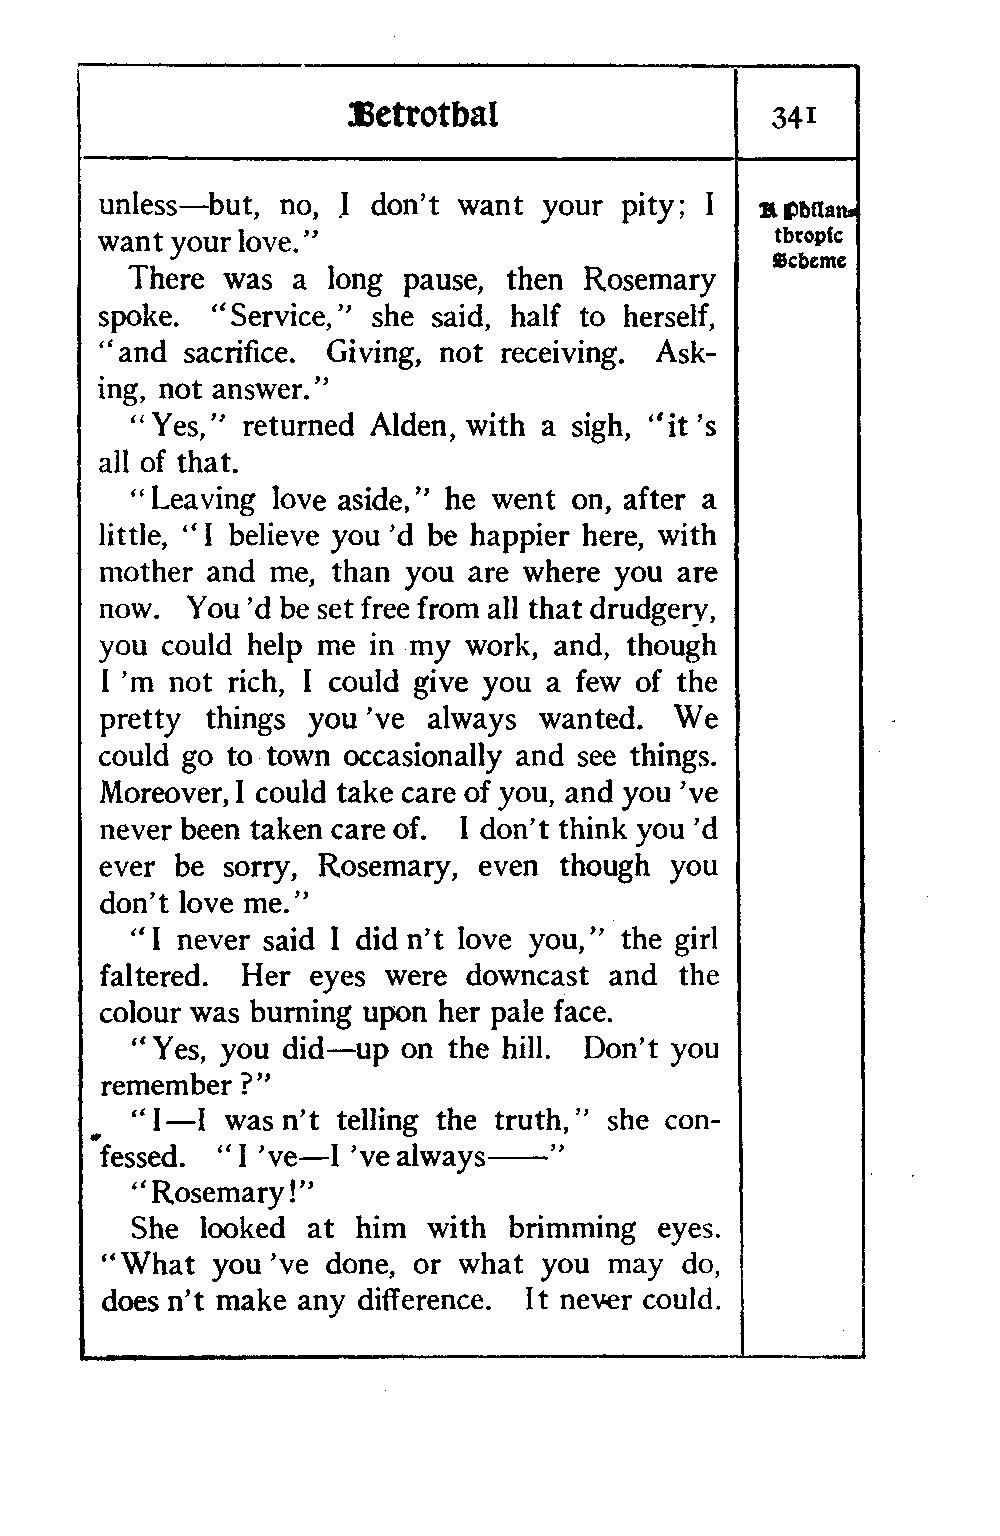 Betrothal
341
unless—but, no, I don't want your pity; I
want your love."
A Philan-
thropic
Scheme
There was a long pause, then Rosemary
spoke. "Service," she said, half to herself,
"and sacrifice. Giving, not receiving. Ask-
ing, not answer."
"Yes," returned Alden, with a sigh, "it 's
all of that.
"Leaving love aside," he went on, after a
little, "I believe you 'd be happier here, with
mother and me, than you are where you are
now. You 'd be set free from all that drudgery,
you could help me in my work, and, though
I 'm not rich, I could give you a few of the
pretty things you 've always wanted. We
could go to town occasionally and see things.
Moreover, I could take care of you, and you 've
never been taken care of. I don't think you 'd
ever be sorry, Rosemary, even though you
don't love me."
"I never said I did n't love you," the girl
faltered. Her eyes were downcast and the
colour was burning upon her pale face.
"Yes, you did—up on the hill. Don't you
remember?"
"I—I was n't telling the truth," she con-
fessed. "I 've—I 've always——"
"Rosemary!"
She looked at him with brimming eyes.
"What you 've done, or what you may do,
does n't make any difference. It never could.